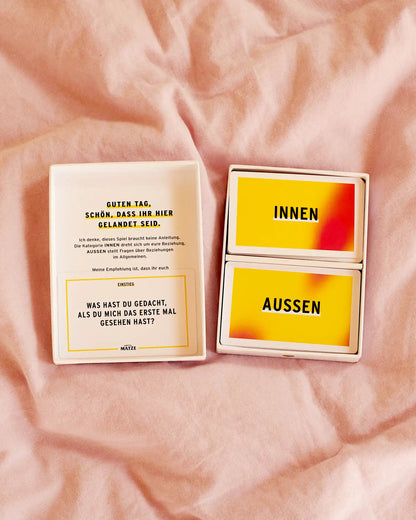 GUTEN TAG,
SCHÖN, DASS IHR HIER
GELANDET SEID.
Ich denke, dieses Spiel braucht keine Anleitung.
Die Kategorie INNEN dreht sich um eure Beziehung,
AUSSEN stellt Fragen über Beziehungen
im Allgemeinen.
Meine Empfehlung ist, dass ihr euch
EINSTIEG
WAS HAST DU GEDACHT,
ALS DU MICH DAS ERSTE MAL
GESEHEN HAST?
MATZE
INNEN
AUSSEN